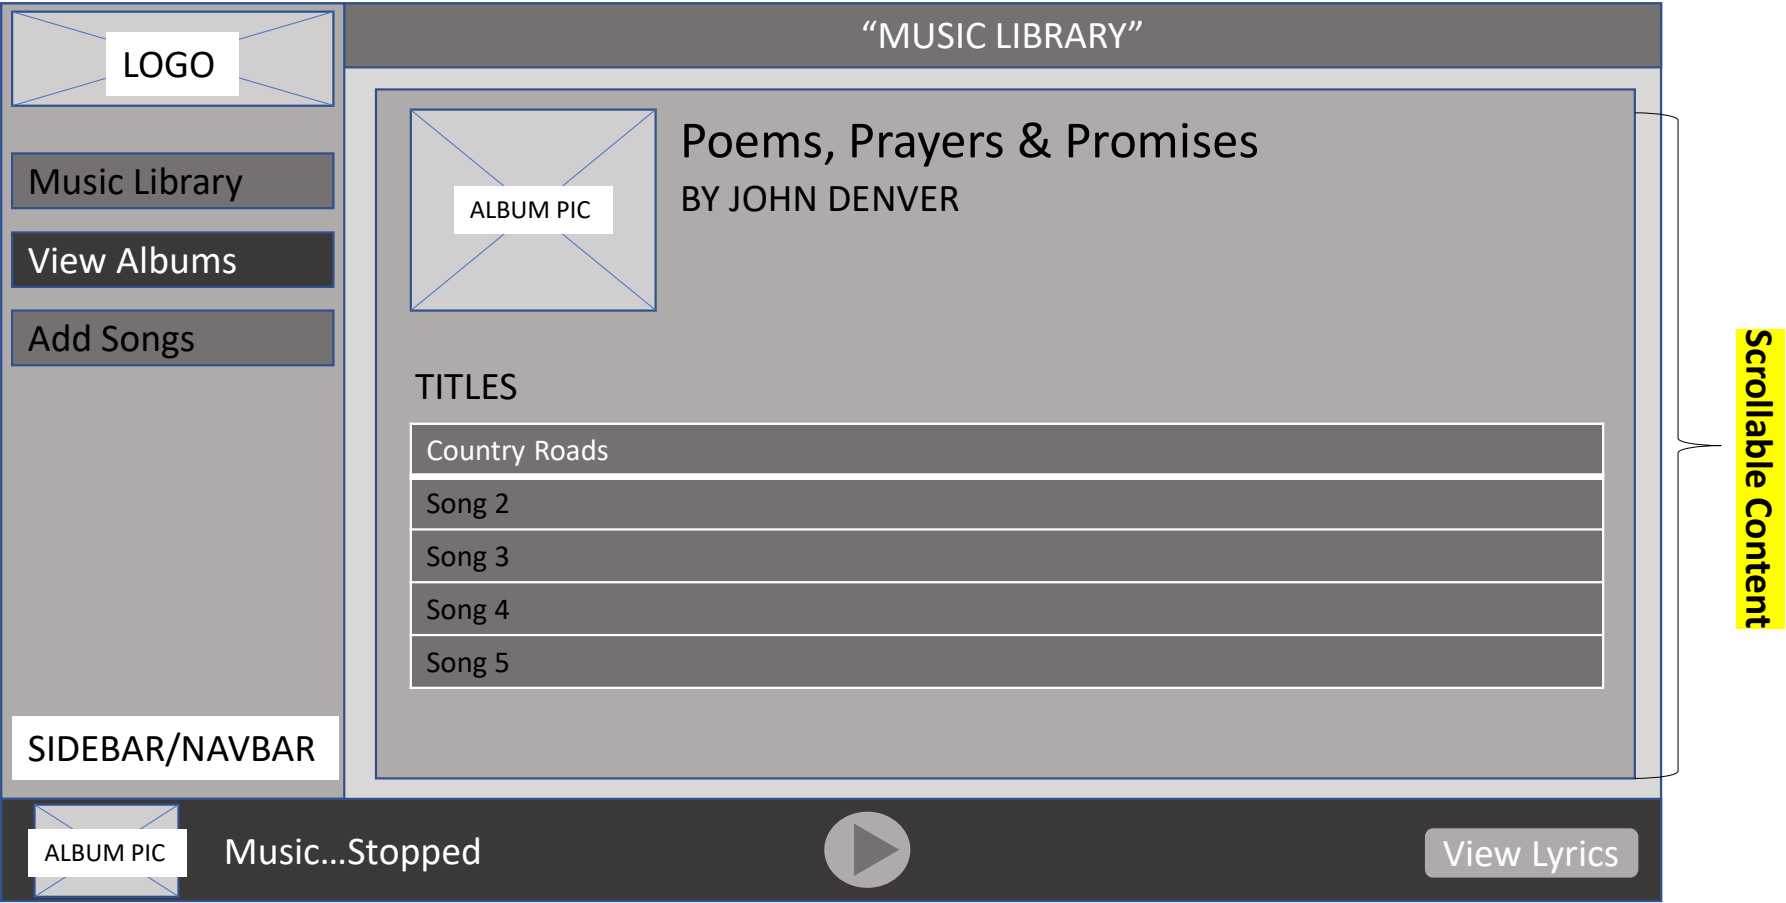 LOGO
“MUSIC LIBRARY”
Music Library
View Albums
Add Songs
SIDEBAR/NAVBAR
ALBUM PIC
Poems, Prayers & Promises
BY JOHN DENVER
TITLES
Country Roads
Song 2
Song 3
Song 4
Song 5
Scrollable Content
ALBUM PIC
Music...Stopped
View Lyrics